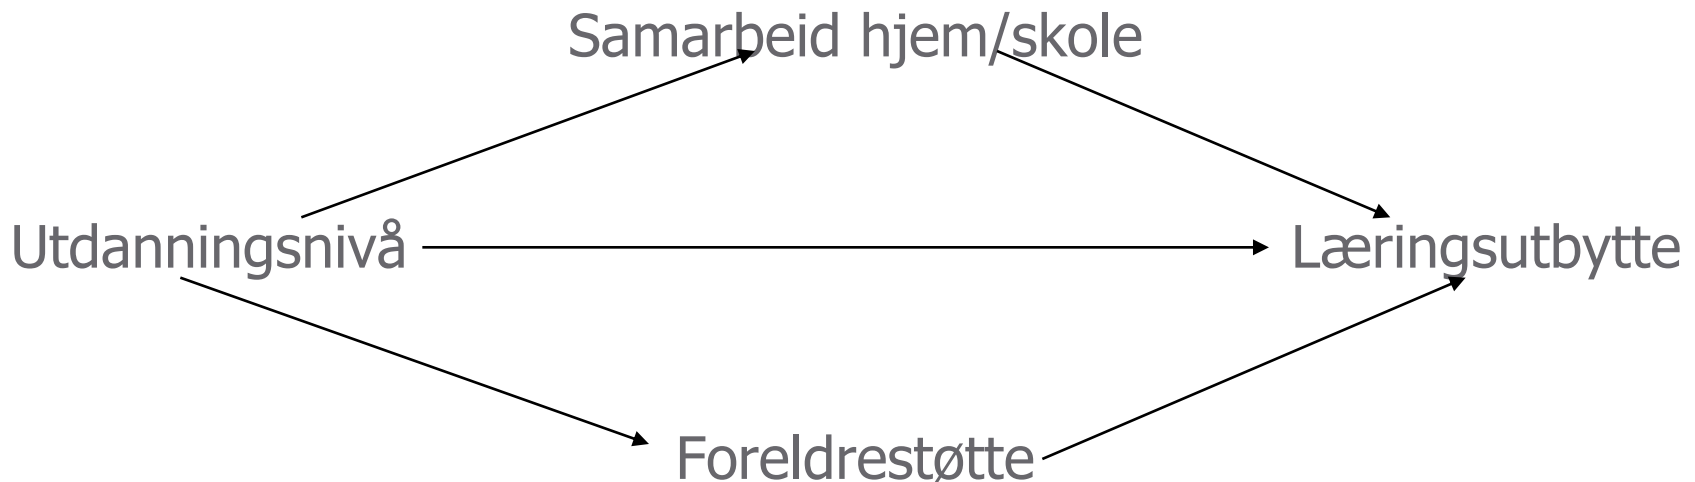 Samarbeid hjem/skole
Utdanningsnivå
Læringsutbytte
Foreldrestøtte